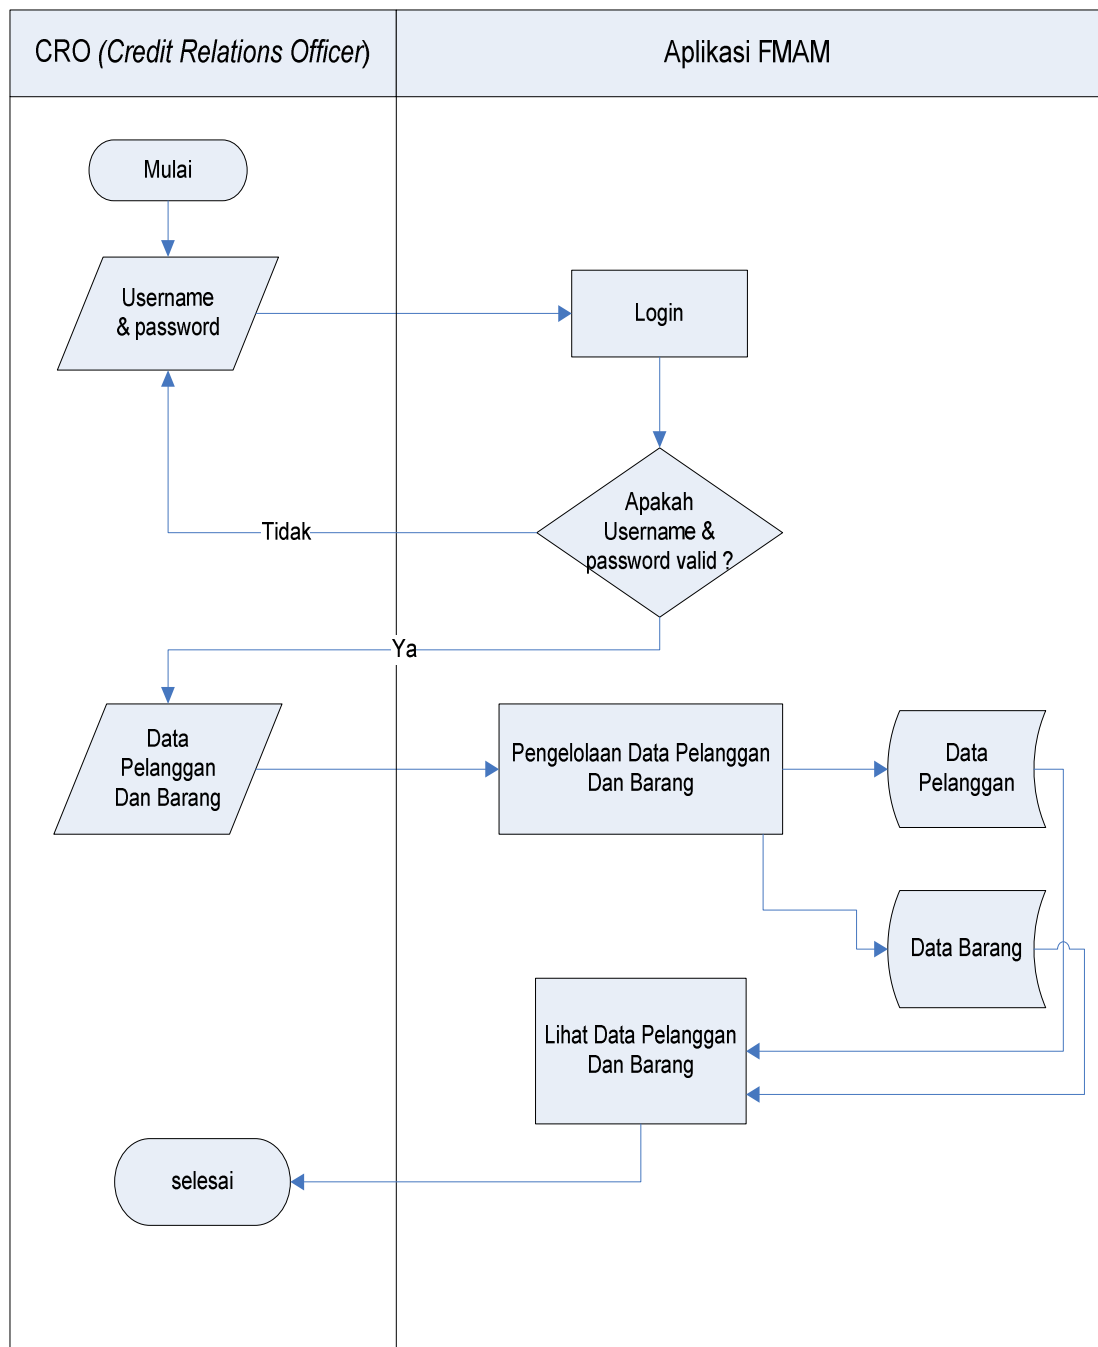 CRO (Credit Relations Officer)
Aplikasi FMAM
Mulai
Username
& password
Login
Apakah
Username &
password valid ?
Tidak
Ya
Data
Pelanggan
Dan Barang
Pengelolaan Data Pelanggan
Dan Barang
Data
Pelanggan
Data Barang
Lihat Data Pelanggan
Dan Barang
selesai